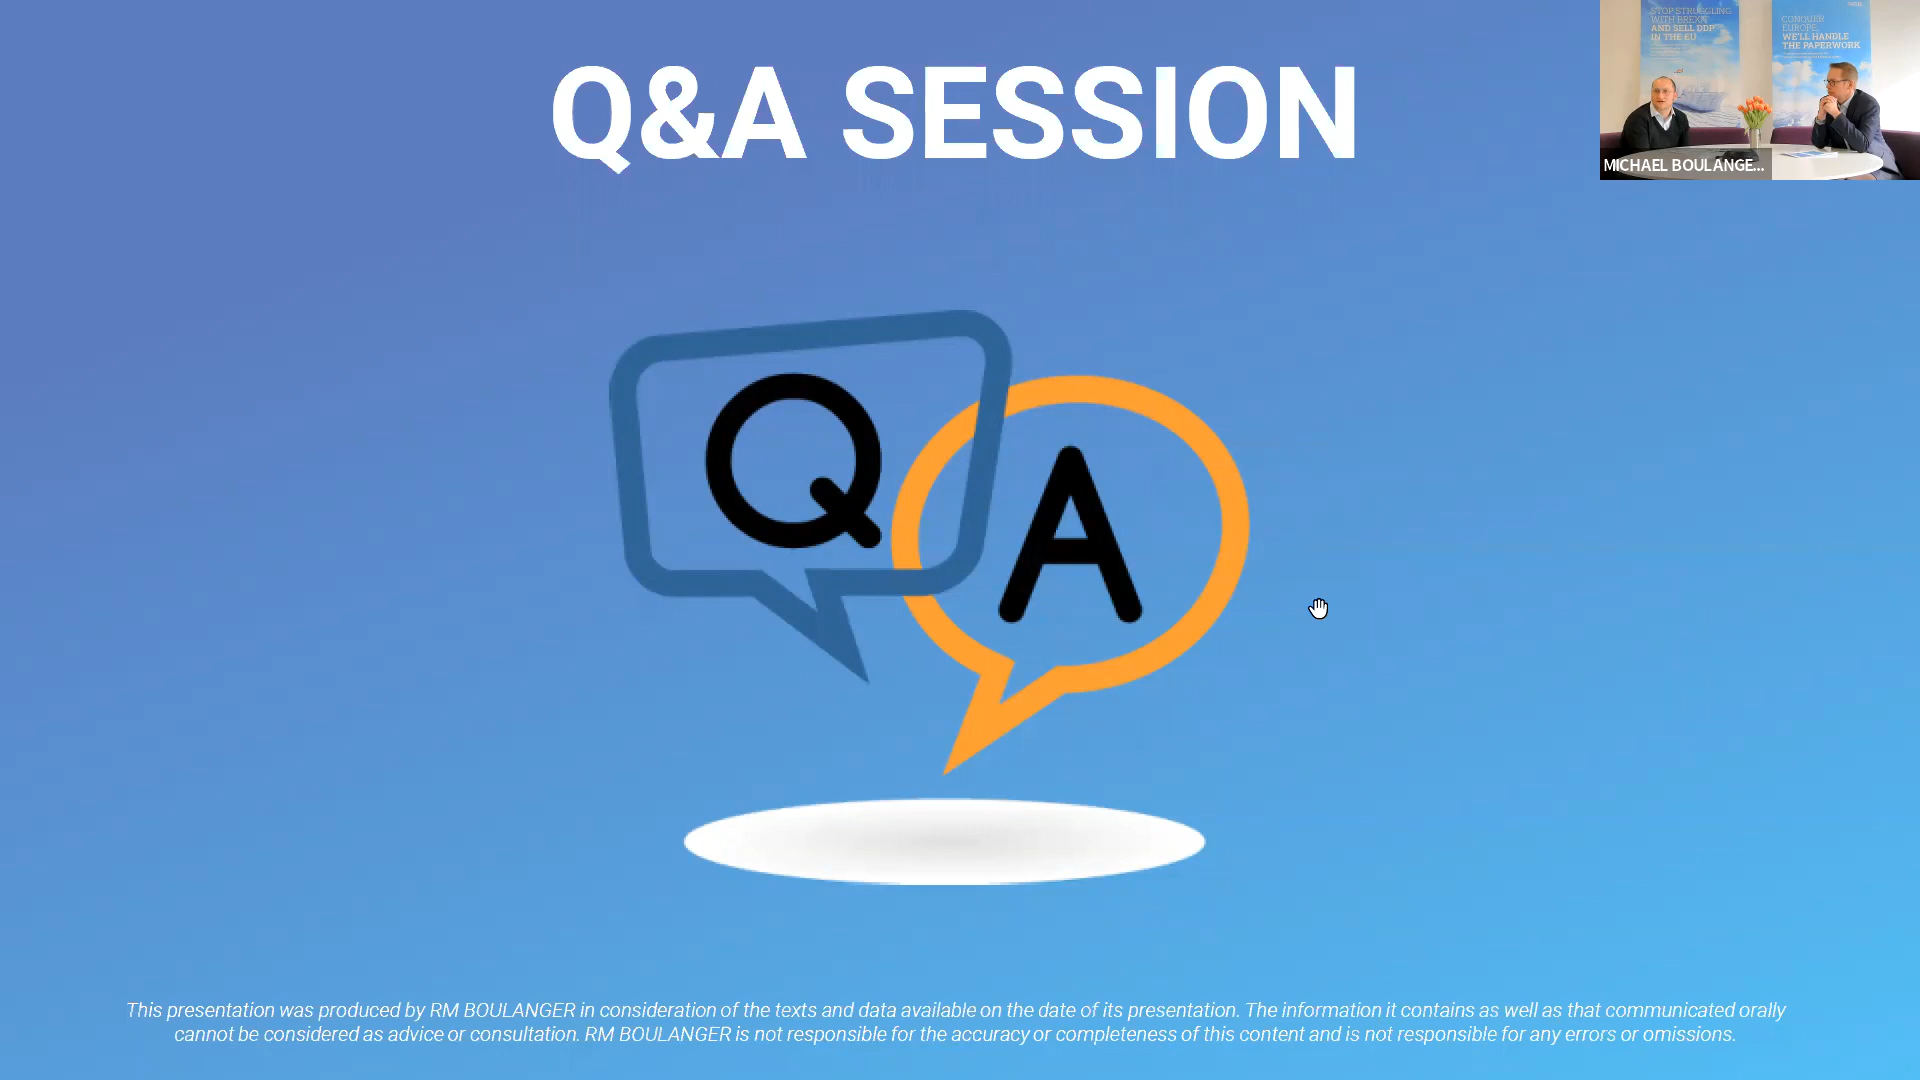 Q&A SESSION
STOP STRUGGLING
WITH BREXIT
AND SELL DDP
IN THE EU
CONQUER
EUROPE,
WE'LL HANDLE
THE PAPERWORK
MICHAEL BOULANGE...
Q
A
This presentation was produced by RM BOULANGER in consideration of the texts and data available on the date of its presentation. The information it contains as well as that communicated orally
cannot be considered as advice or consultation. RM BOULANGER is not responsible for the accuracy or completeness of this content and is not responsible for any errors or omissions.